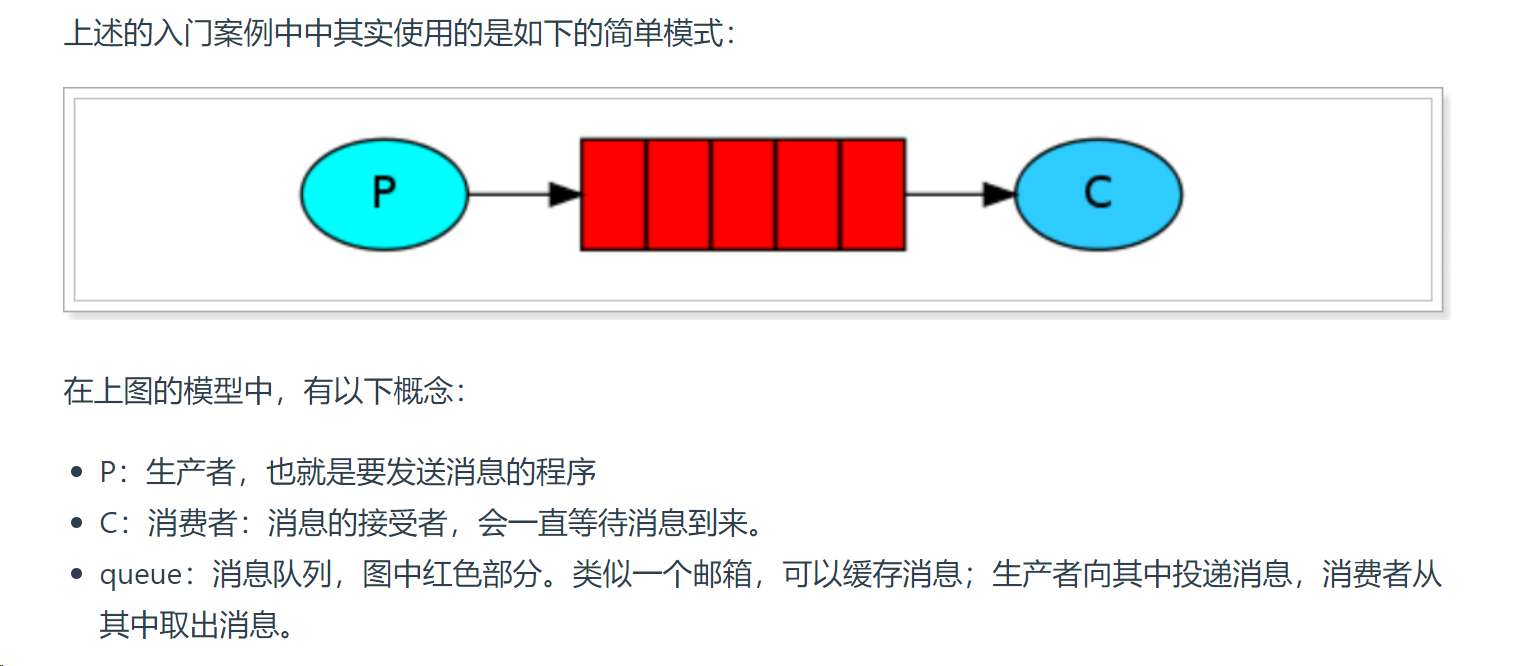 上述的入门案例中中其实使用的是如下的简单模式：
P
C
在上图的模型中，有以下概念：
P：生产者，也就是要发送消息的程序
C：消费者：消息的接受者，会一直等待消息到来。
queue：消息队列，图中红色部分。类似一个邮箱，可以缓存消息；生产者向其中投递消息，消费者从
其中取出消息。